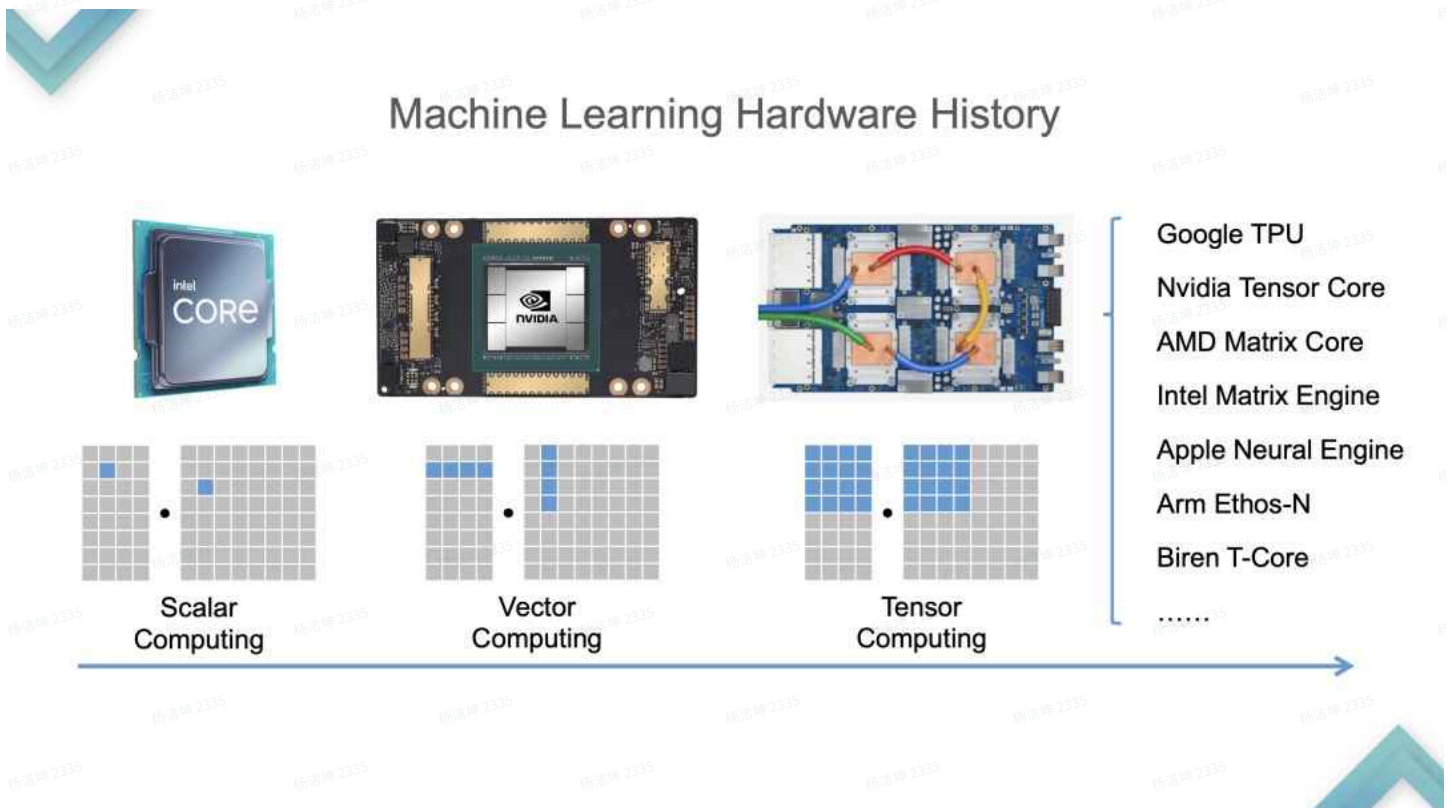 Machine Learning Hardware History
intel
CORE
NVIDIA
Google TPU
Nvidia Tensor Core
AMD Matrix Core
Intel Matrix Engine
Apple Neural Engine
Arm Ethos-N
Biren T-Core
......
Scalar
Computing
Vector
Computing
Tensor
Computing